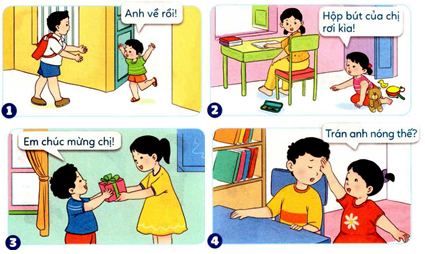 Anh về rồi!
1
Hộp bút của chị
rơi kìa!
2
Em chúc mừng chị!
3
Trán anh nóng thế?
4